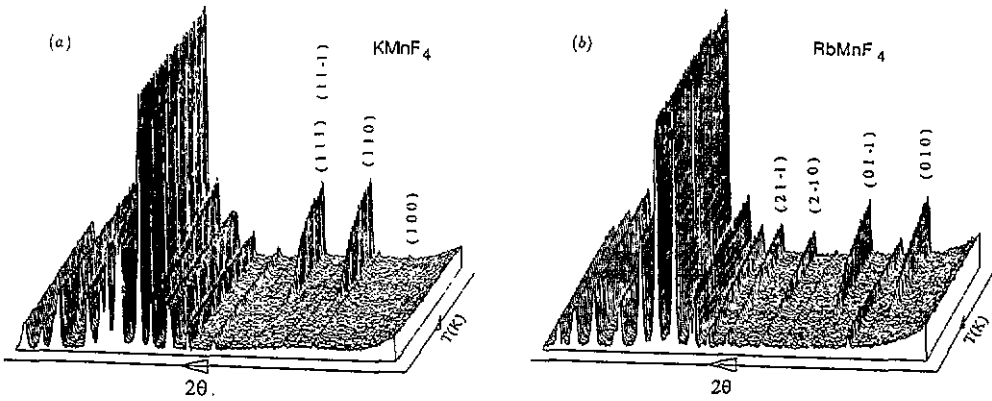 (a)
KMnF4
(111)
(11-1)
(110)
(100)
T(K)
2θ.
(b)
RbMnF4
(21-1)
(2-10)
(01-1)
(010)
T(K)
2θ